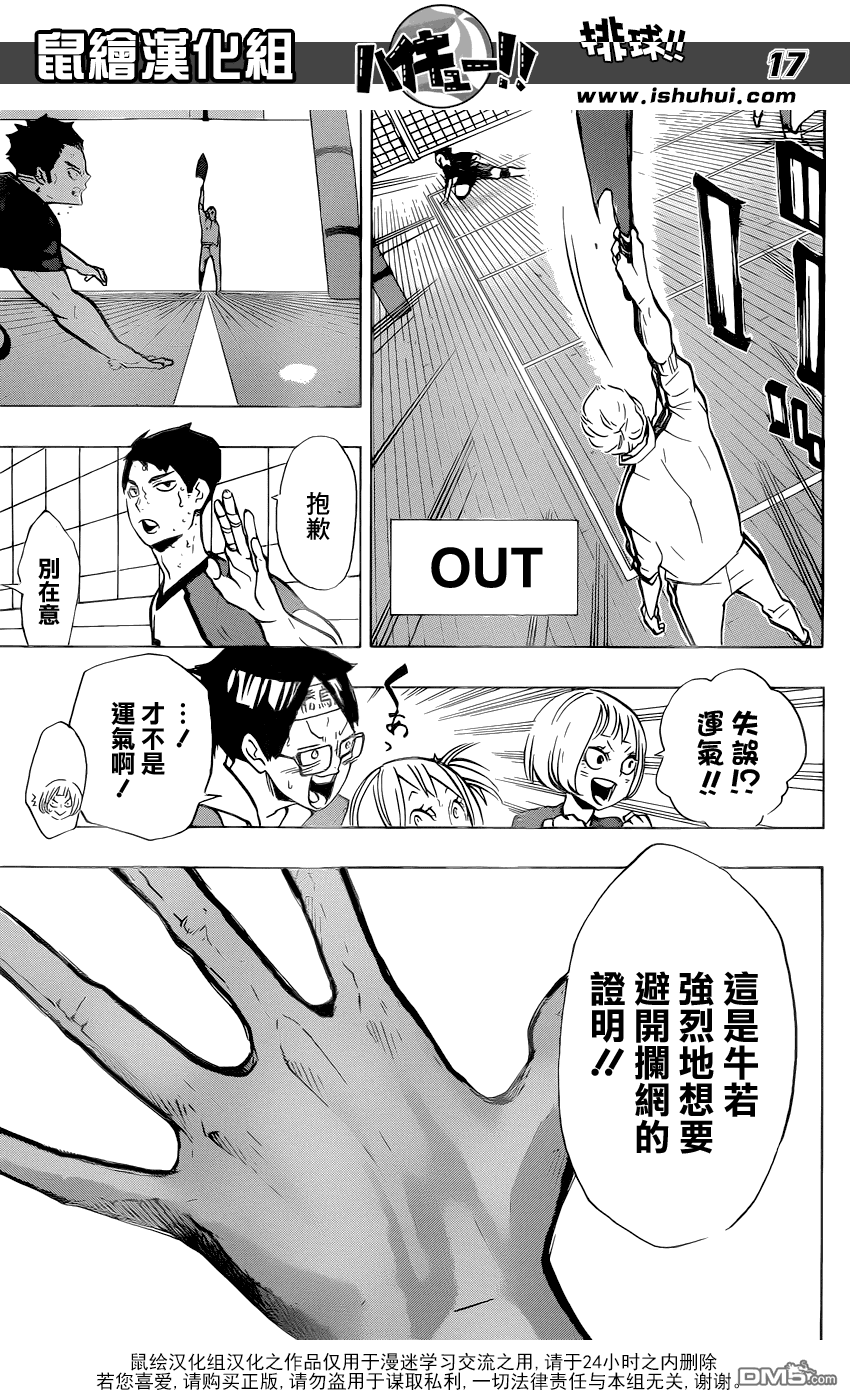 鼠繪漢化組
ハイキュー!!
排球!!
17
www.ishuhui.com
OUT
抱歉
別在意
失誤!?
運氣!!
…！
才不是
運氣啊！
這是牛若
強烈地想要
避開攔網的
證明!!
鼠绘汉化组汉化之作品仅用于漫迷学习交流之用, 请于24小时之内删除
若您喜爱, 请购买正版, 请勿盗用于谋取私利, 一切法律责任与本组无关, 谢谢。
DM5.com